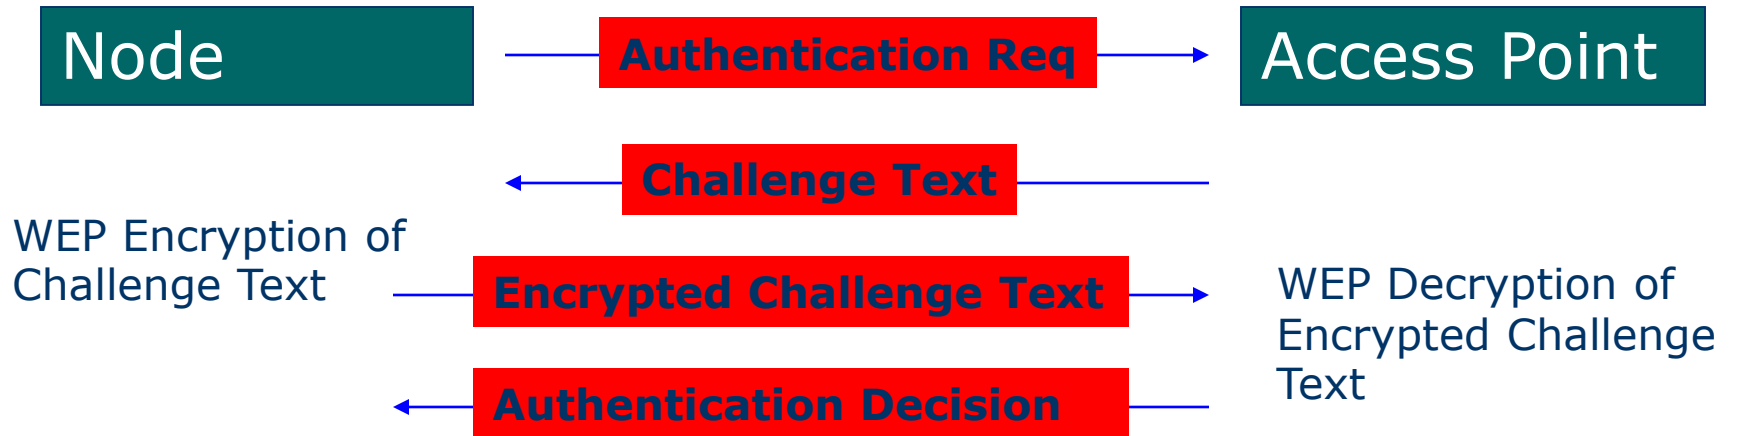 Node
Authentication Req
Access Point
Challenge Text
WEP Encryption of
Challenge Text
Encrypted Challenge Text
WEP Decryption of
Encrypted Challenge
Text
Authentication Decision